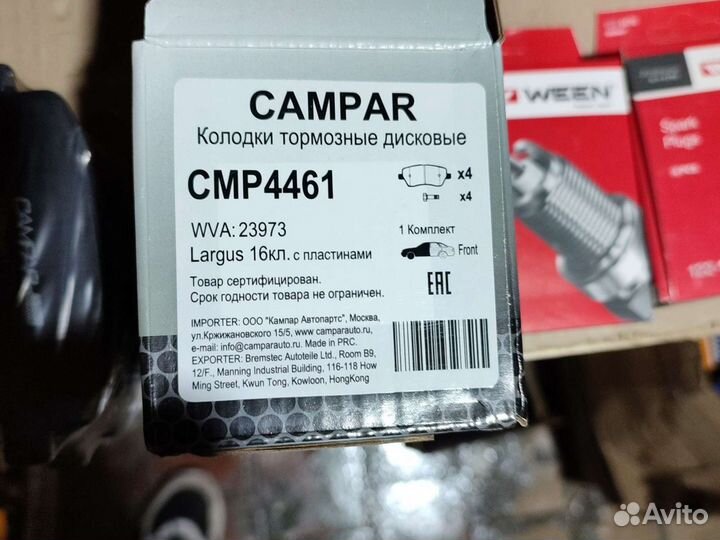 CAMPAR
Колодки тормозные дисковые
CMP4461
x4
x4
WVA: 23973
1 Комплект
Largus 16кл. с пластинами
Front
Товар сертифицирован.
Срок годности товара не ограничен.
EAC
IMPORTER: ООО "Кампар Автопартс", Москва,
ул.Кржижановского 15/5, www.camparauto.ru,
e-mail: info@camparauto.ru. Made in PRC.
EXPORTER: Bremstec Autoteile Ltd., Room B9,
12/F., Manning Industrial Building, 116-118 How
Ming Street, Kwun Tong, Kowloon, HongKong
WEEN
Spark
Plugs
Avito